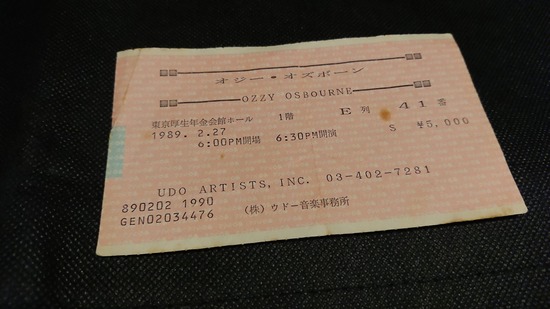 オジー・オズボーン
OZZY OSBOURNE
東京厚生年金会館ホール 1階 E 列 41 番
1989. 2.27 S ¥5,000
6:00PM開場 6:30PM開演
UDO ARTISTS, INC. 03-402-7281
890202 1990
GEN02034476 (株)ウドー音楽事務所